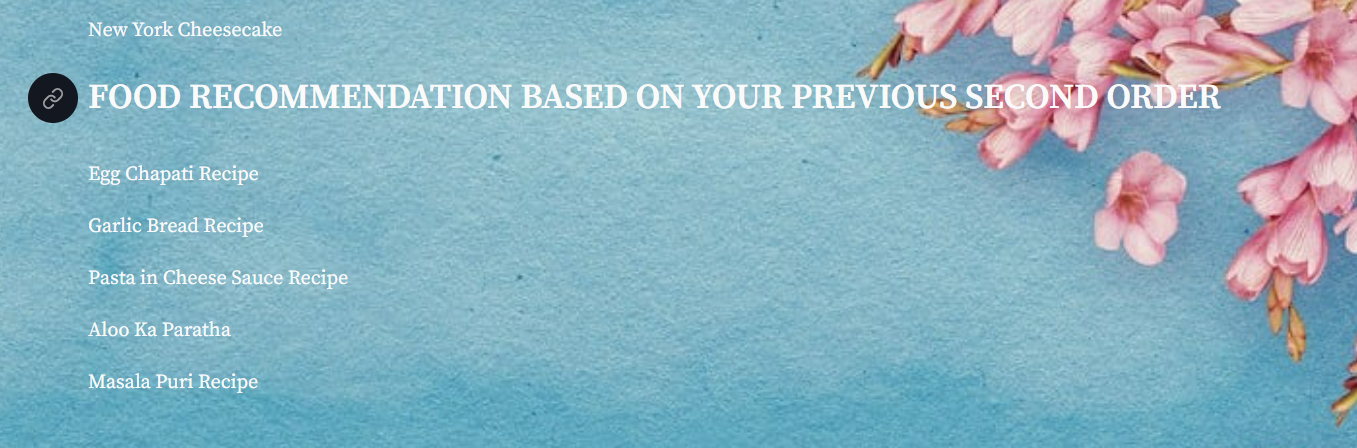 New York Cheesecake
FOOD RECOMMENDATION BASED ON YOUR PREVIOUS SECOND ORDER
Egg Chapati Recipe
Garlic Bread Recipe
Pasta in Cheese Sauce Recipe
Aloo Ka Paratha
Masala Puri Recipe